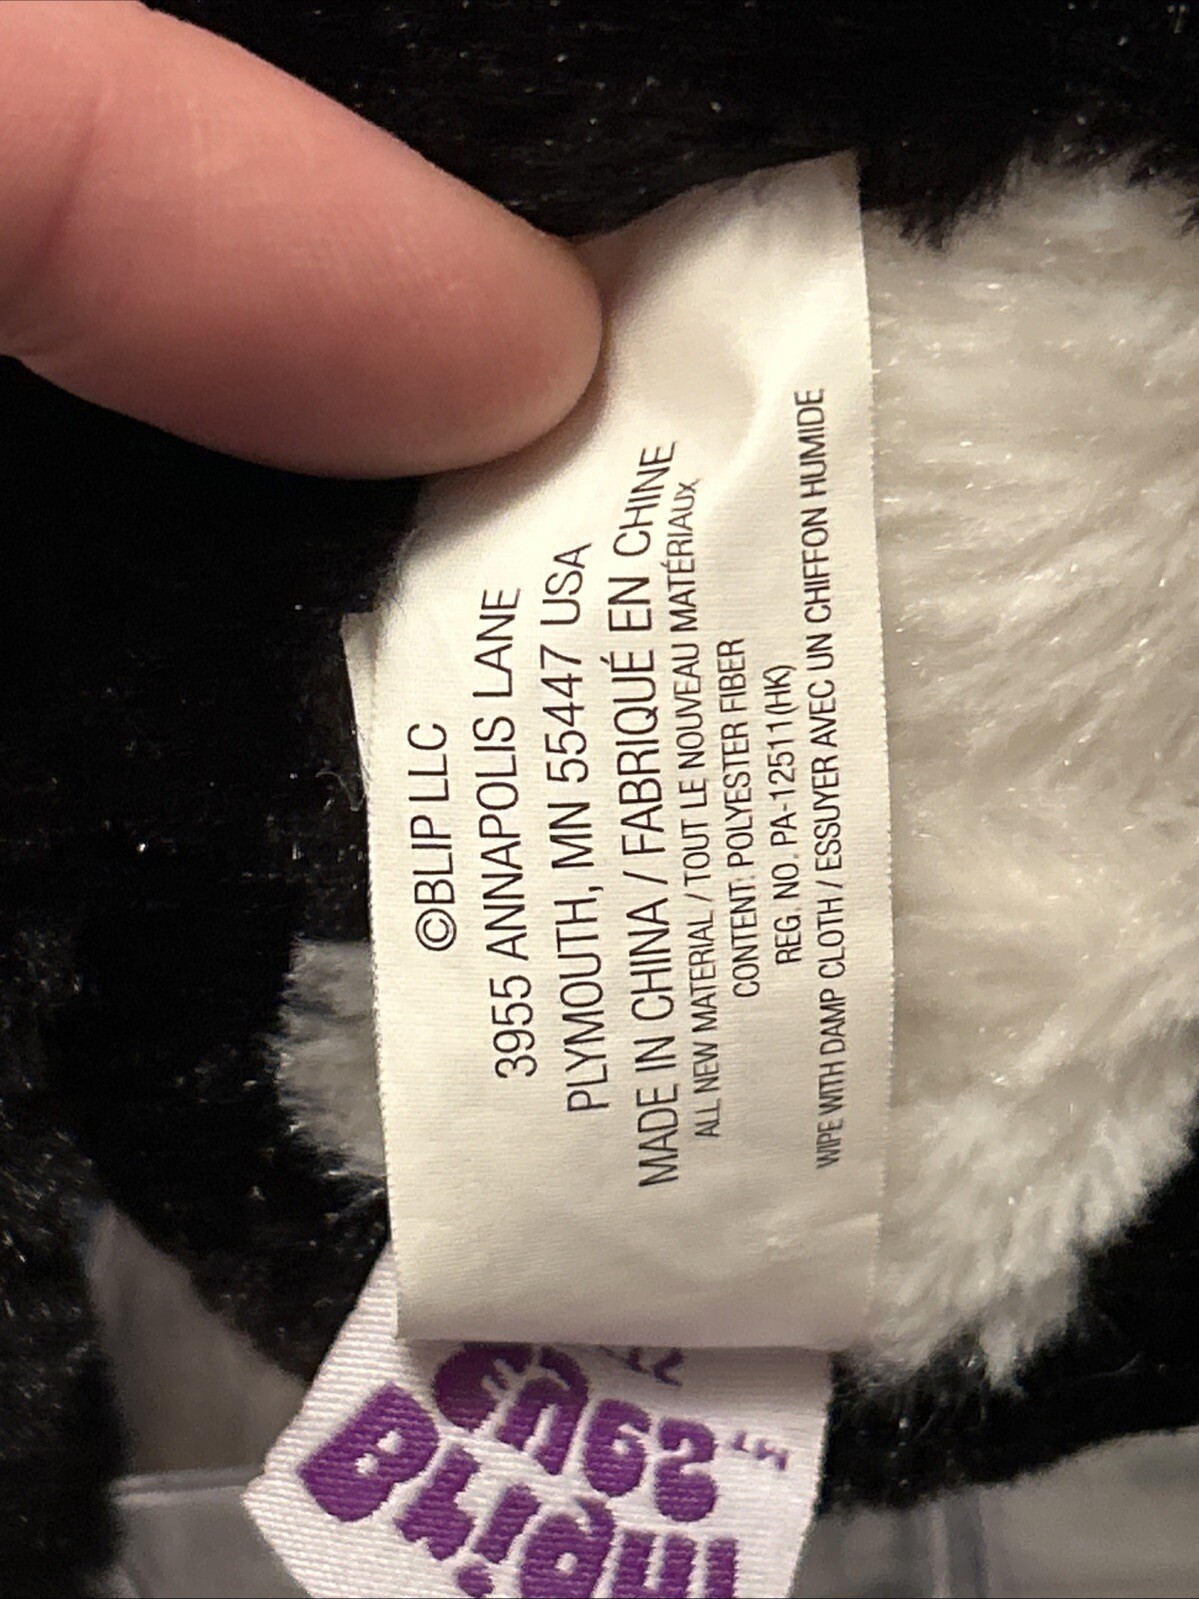 ©BLIP LLC
3955 ANNAPOLIS LANE
PLYMOUTH, MN 55447 USA
MADE IN CHINA / FABRIQUÉ EN CHINE
ALL NEW MATERIAL / TOUT LE NOUVEAU MATÉRIAUX
CONTENT: POLYESTER FIBER
REG. NO. PA-12511(HK)
WIPE WITH DAMP CLOTH / ESSUYER AVEC UN CHIFFON HUMIDE